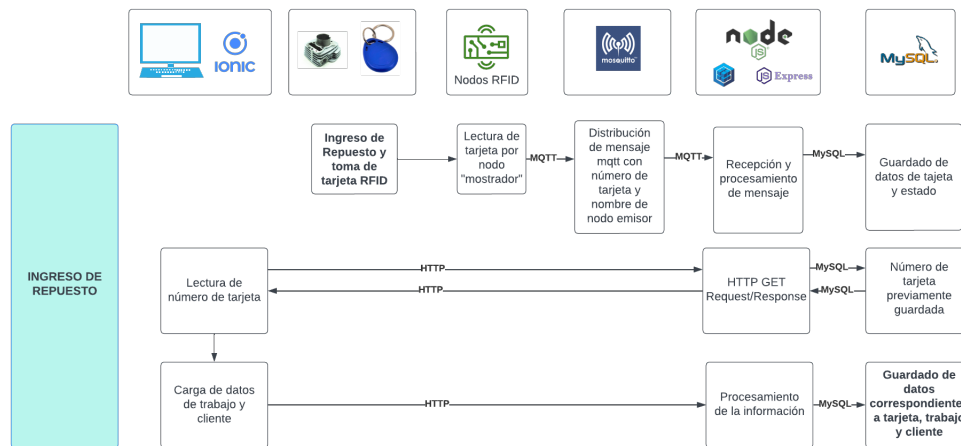 IONIC
Nodos RFID
mosquitto
node
JS
JS Express
MySQL
Ingreso de
Repuesto y
toma de
tarjeta RFID
Lectura de
tarjeta por
nodo
"mostrador"
MQTT
Distribución
de mensaje
mqtt con
número de
tarjeta y
nombre de
nodo emisor
MQTT
Recepción y
procesamiento
de mensaje
MySQL
Guardado de
datos de tajeta
y estado
INGRESO DE
REPUESTO
Lectura de
número de tarjeta
HTTP
HTTP
HTTP GET
Request/Response
MySQL
MySQL
Número de
tarjeta
previamente
guardada
Carga de datos
de trabajo y
cliente
HTTP
Procesamiento
de la información
MySQL
Guardado de
datos
correspondiente
a tarjeta, trabajo
y cliente